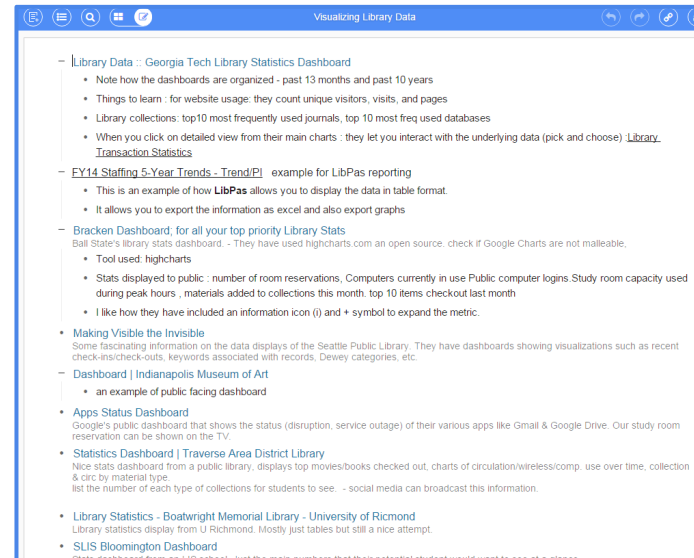 Visualizing Library Data
Library Data :: Georgia Tech Library Statistics Dashboard
Note how the dashboards are organized - past 13 months and past 10 years
Things to learn : for website usage: they count unique visitors, visits, and pages
Library collections: top10 most frequently used journals, top 10 most freq used databases
When you click on detailed view from their main charts : they let you interact with the underlying data (pick and choose) :Library
Transaction Statistics
FY14 Staffing 5-Year Trends - Trend/PI example for LibPas reporting
This is an example of how LibPas allows you to display the data in table format.
It allows you to export the information as excel and also export graphs
Bracken Dashboard; for all your top priority Library Stats
Ball State's library stats dashboard. - They have used highcharts.com an open source. check if Google Charts are not malleable,
Tool used: highcharts
Stats displayed to public : number of room reservations, Computers currently in use Public computer logins.Study room capacity used
during peak hours , materials added to collections this month. top 10 items checkout last month
I like how they have included an information icon (i) and + symbol to expand the metric.
Making Visible the Invisible
Some fascinating information on the data displays of the Seattle Public Library. They have dashboards showing visualizations such as recent
check-ins/check-outs, keywords associated with records, Dewey categories, etc.
Dashboard | Indianapolis Museum of Art
an example of public facing dashboard
Apps Status Dashboard
Google's public dashboard that shows the status (disruption, service outage) of their various apps like Gmail & Google Drive. Our study room
reservation can be shown on the TV.
Statistics Dashboard | Traverse Area District Library
Nice stats dashboard from a public library, displays top movies/books checked out, charts of circulation/wireless/comp. use over time, collection
& circ by material type.
list the number of each type of collections for students to see. - social media can broadcast this information.
Library Statistics - Boatwright Memorial Library - University of Ricmond
Library statistics display from U Richmond. Mostly just tables but still a nice attempt.
SLIS Bloomington Dashboard